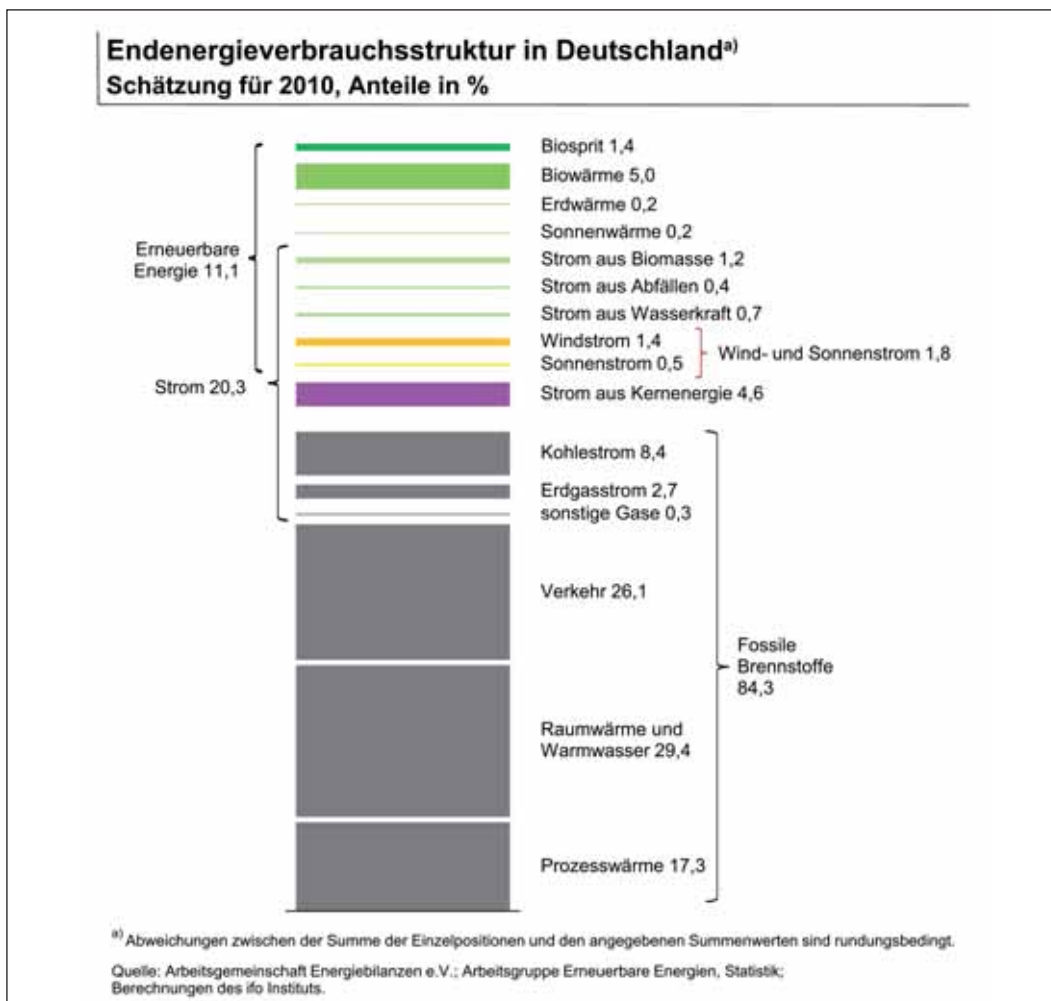 Endenergieverbrauchsstruktur in Deutschland a)
Schätzung für 2010, Anteile in %
Biosprit 1,4
Biowärme 5,0
Erdwärme 0,2
Sonnenwärme 0,2
Erneuerbare
Energie 11,1
Strom aus Biomasse 1,2
Strom aus Abfällen 0,4
Strom aus Wasserkraft 0,7
Windstrom 1,4
Sonnenstrom 0,5
Wind- und Sonnenstrom 1,8
Strom 20,3
Strom aus Kernenergie 4,6
Kohlestrom 8,4
Erdgasstrom 2,7
sonstige Gase 0,3
Verkehr 26,1
Fossile
Brennstoffe
84,3
Raumwärme und
Warmwasser 29,4
Prozesswärme 17,3
a) Abweichungen zwischen der Summe der Einzelpositionen und den angegebenen Summenwerten sind rundungsbedingt.
Quelle: Arbeitsgemeinschaft Energiebilanzen e.V.; Arbeitsgruppe Erneuerbare Energien, Statistik;
Berechnungen des ifo Instituts.